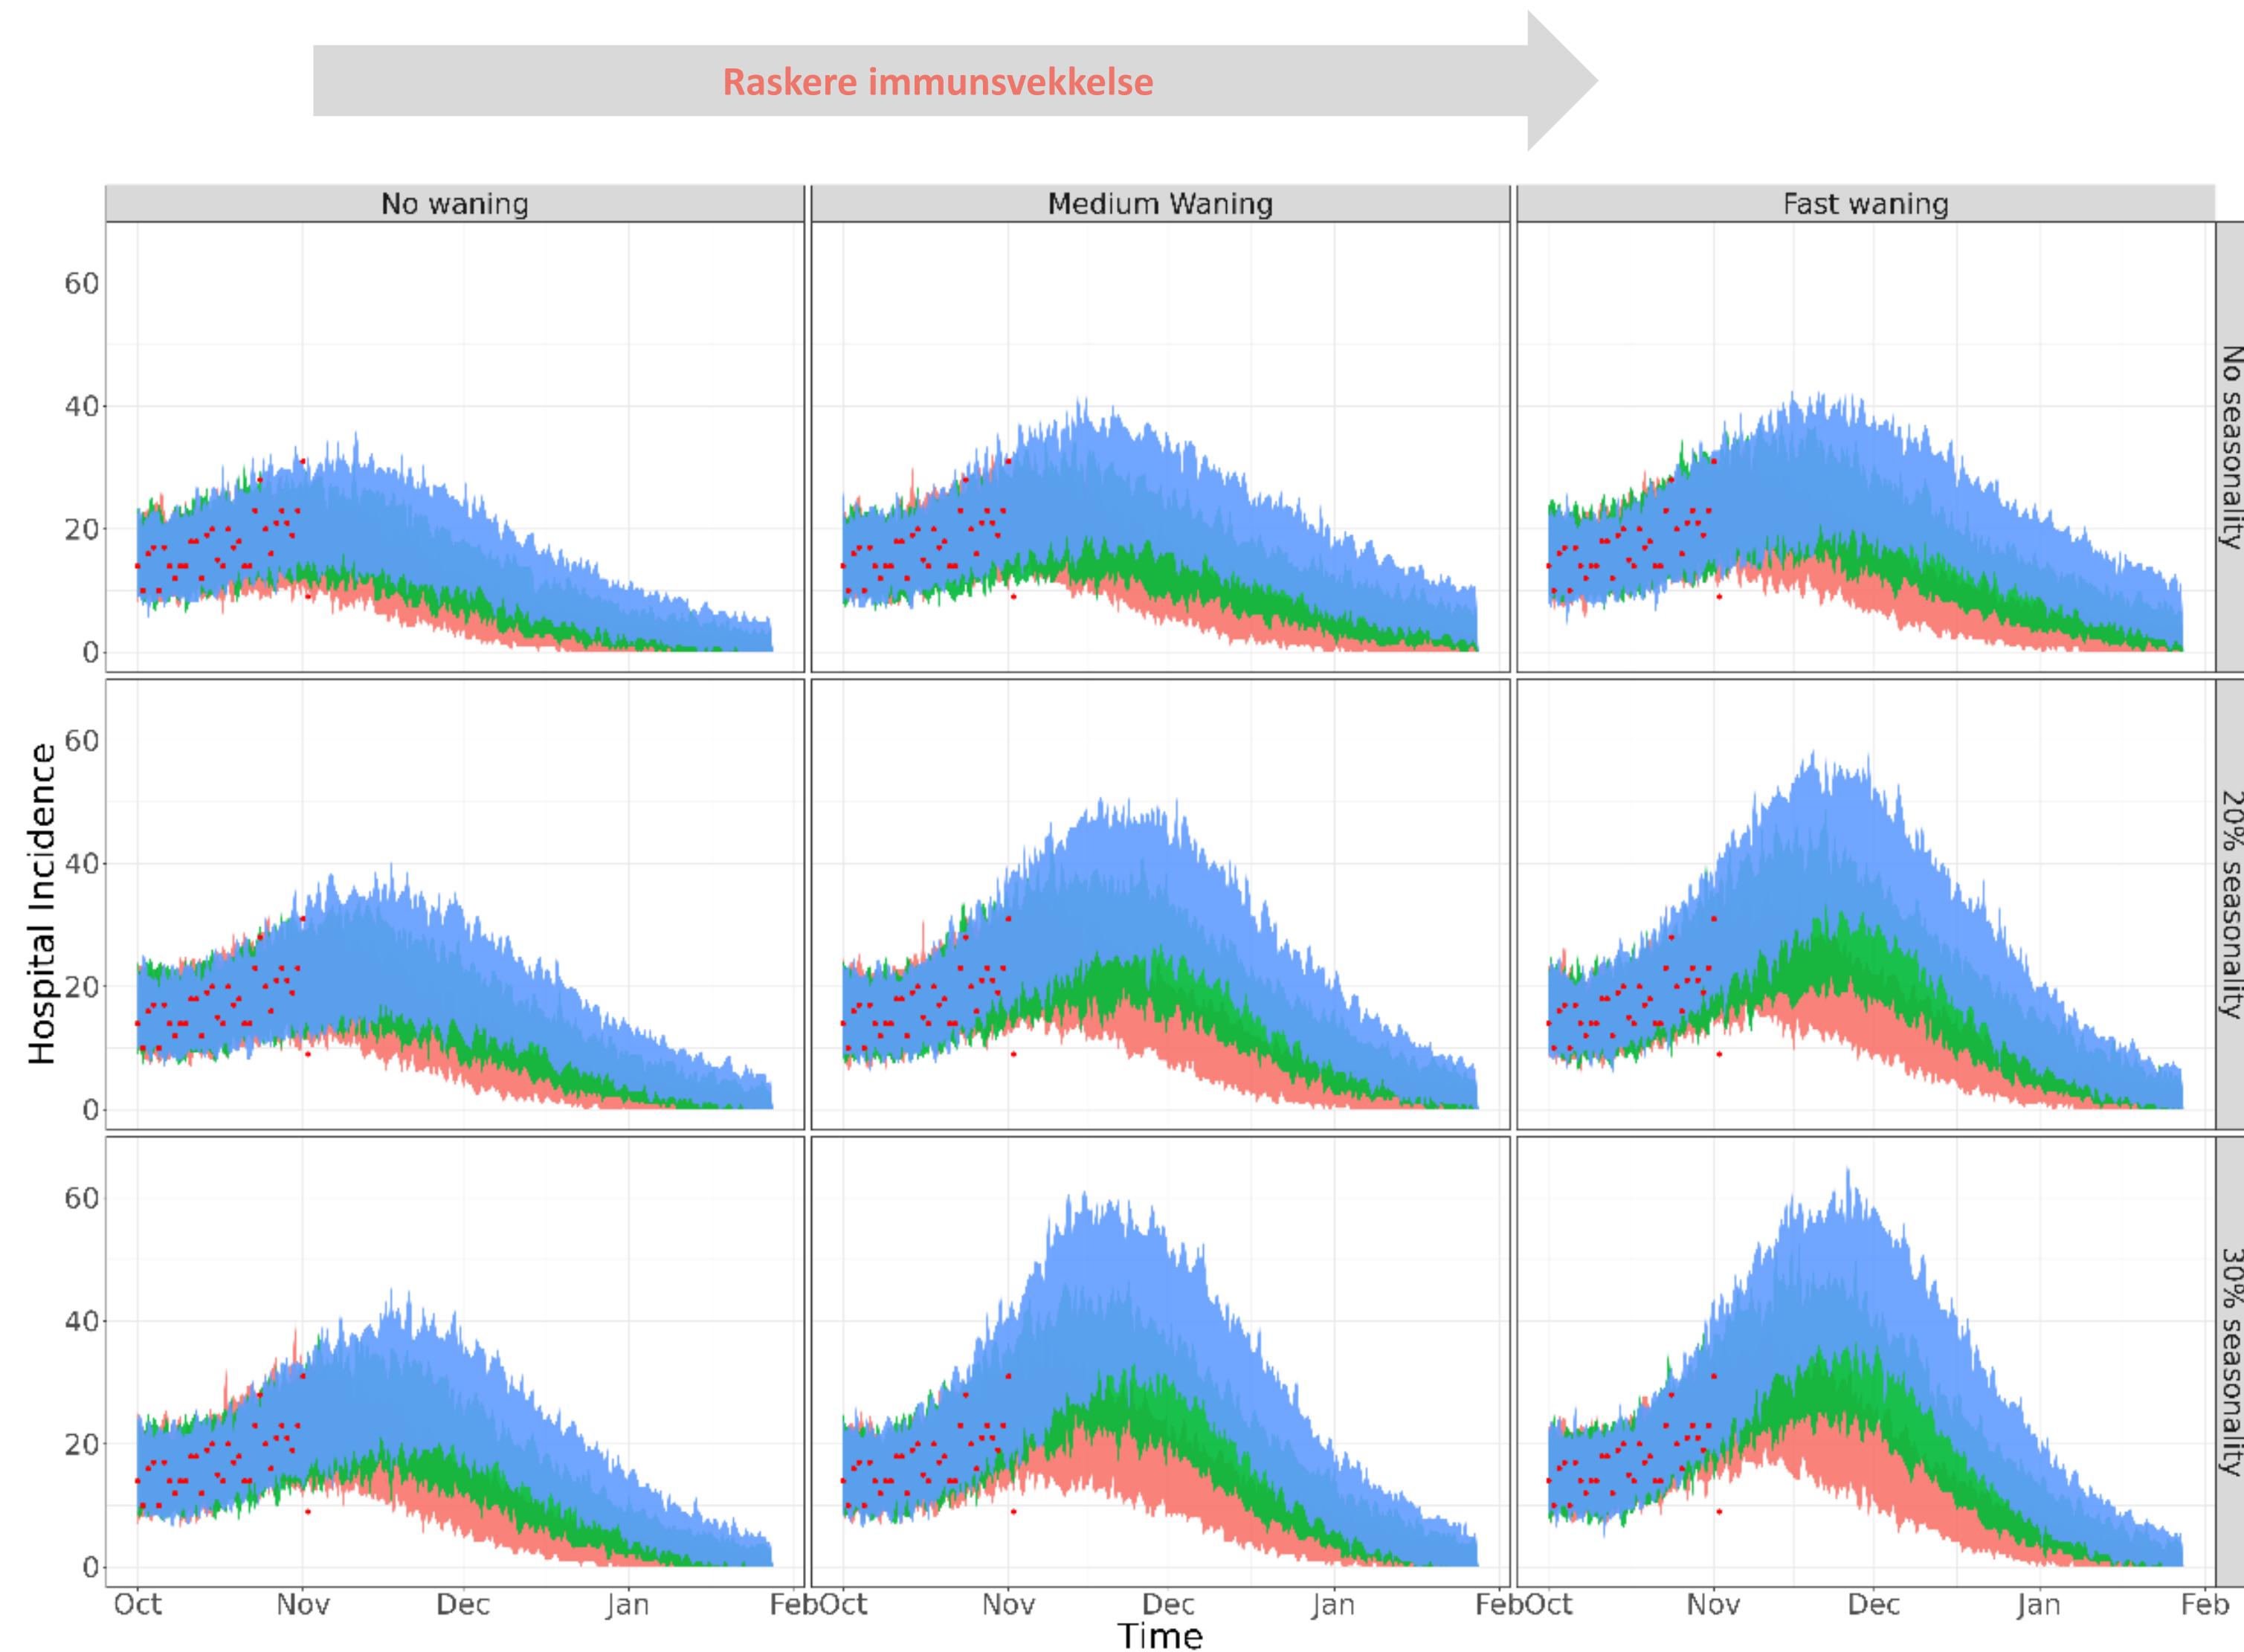 Raskere immunsvekkelse
No waning
Medium Waning
Fast waning
60
40
20
0
No seasonality
Hospital Incidence
60
40
20
0
20% seasonality
60
40
20
0
30% seasonality
Oct Nov Dec Jan Feb
Oct Nov Dec Jan Feb
Oct Nov Dec Jan Feb
Time